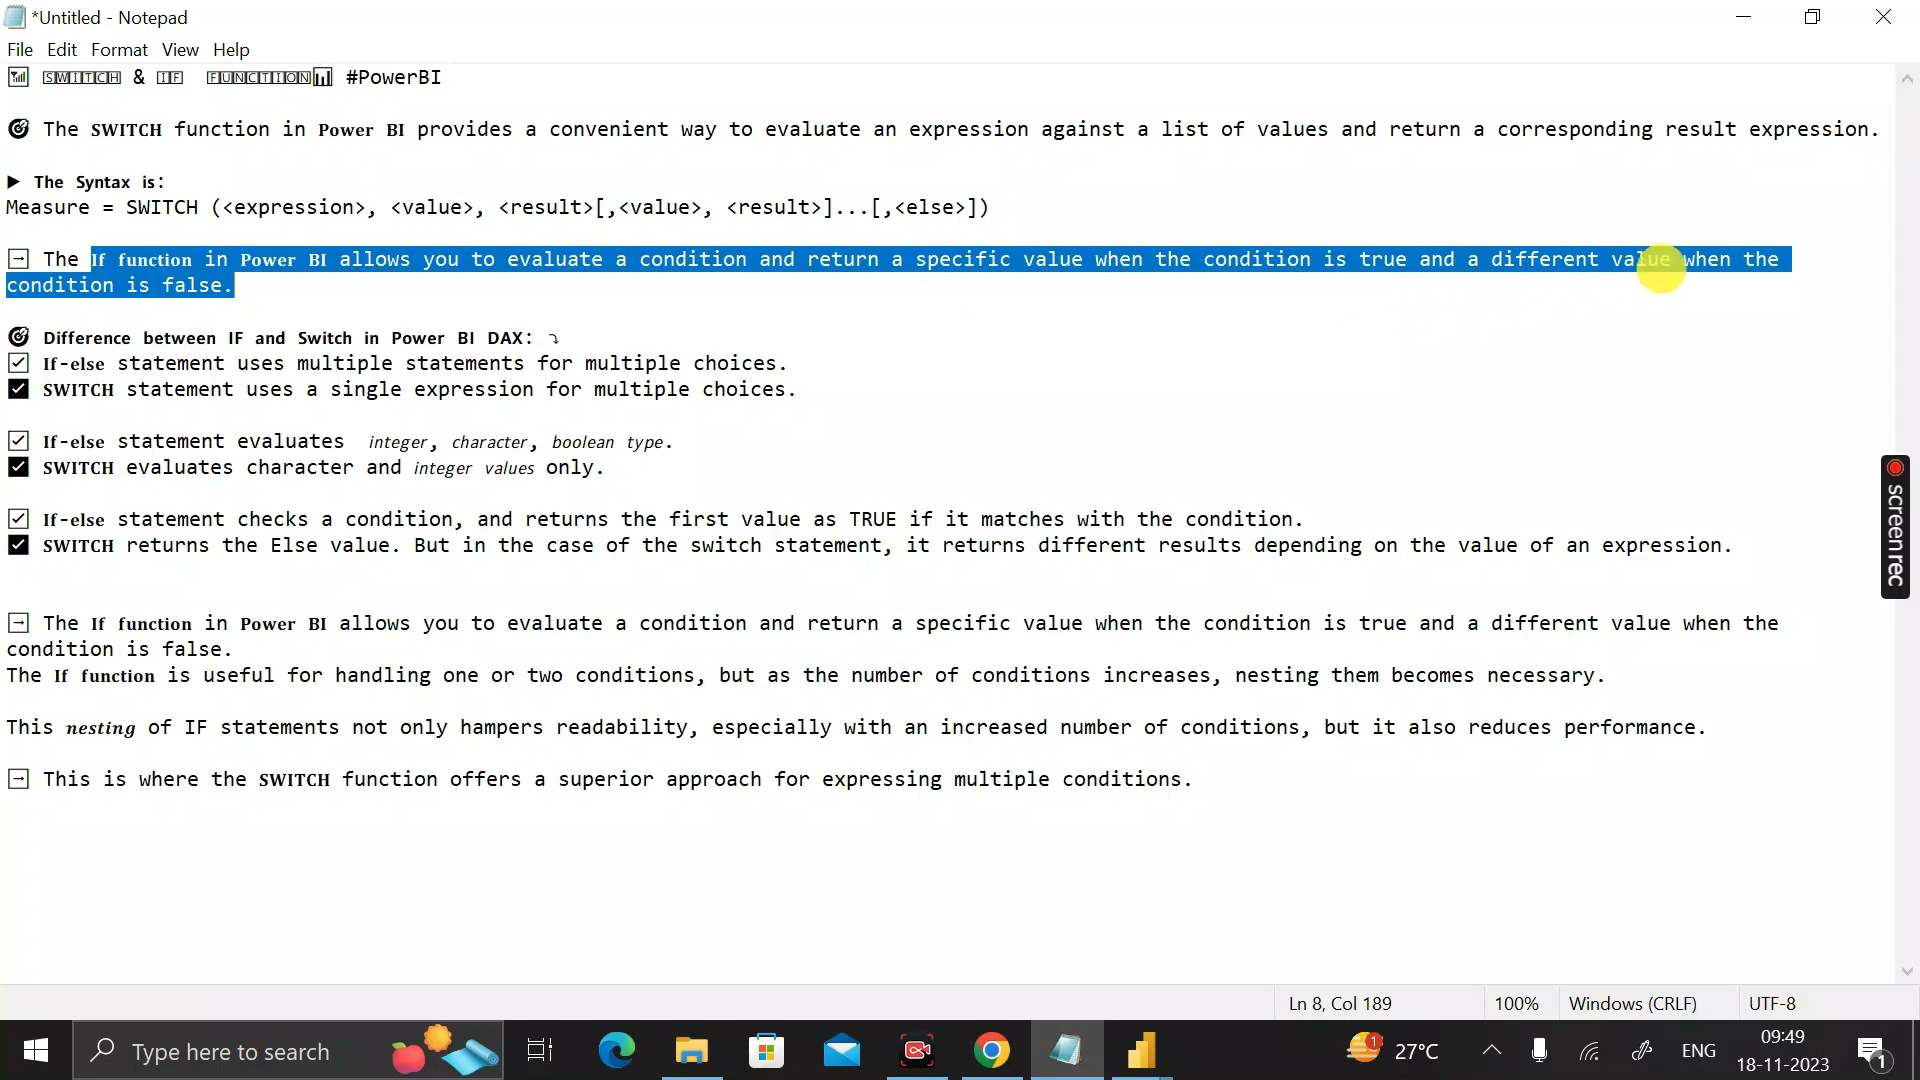 *Untitled - Notepad
File Edit Format View Help
SWITCH & IF FUNCTION #PowerBI
The SWITCH function in Power BI provides a convenient way to evaluate an expression against a list of values and return a corresponding result expression.
▶ The Syntax is:
Measure = SWITCH (<expression>, <value>, <result>[,<value>, <result>]...[,<else>])
The If function in Power BI allows you to evaluate a condition and return a specific value when the condition is true and a different value when the
condition is false.
Difference between IF and Switch in Power BI DAX: ⤵
If-else statement uses multiple statements for multiple choices.
SWITCH statement uses a single expression for multiple choices.
If-else statement evaluates integer, character, boolean type.
SWITCH evaluates character and integer values only.
If-else statement checks a condition, and returns the first value as TRUE if it matches with the condition.
SWITCH returns the Else value. But in the case of the switch statement, it returns different results depending on the value of an expression.
The If function in Power BI allows you to evaluate a condition and return a specific value when the condition is true and a different value when the
condition is false.
The If function is useful for handling one or two conditions, but as the number of conditions increases, nesting them becomes necessary.
This nesting of IF statements not only hampers readability, especially with an increased number of conditions, but it also reduces performance.
This is where the SWITCH function offers a superior approach for expressing multiple conditions.
screen rec
Ln 8, Col 189 100% Windows (CRLF) UTF-8
Type here to search
1
27°C
ENG
09:49
18-11-2023
1